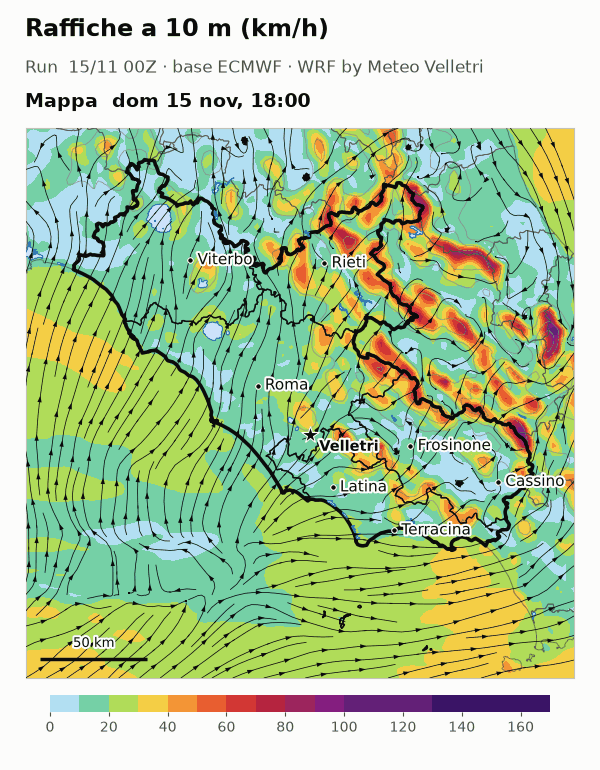 Raffiche a 10 m (km/h)
Run 15/11 00Z · base ECMWF · WRF by Meteo Velletri
Mappa dom 15 nov, 18:00
Viterbo
Rieti
Roma
Velletri
Frosinone
Latina
Cassino
Terracina
50 km
0 20 40 60 80 100 120 140 160